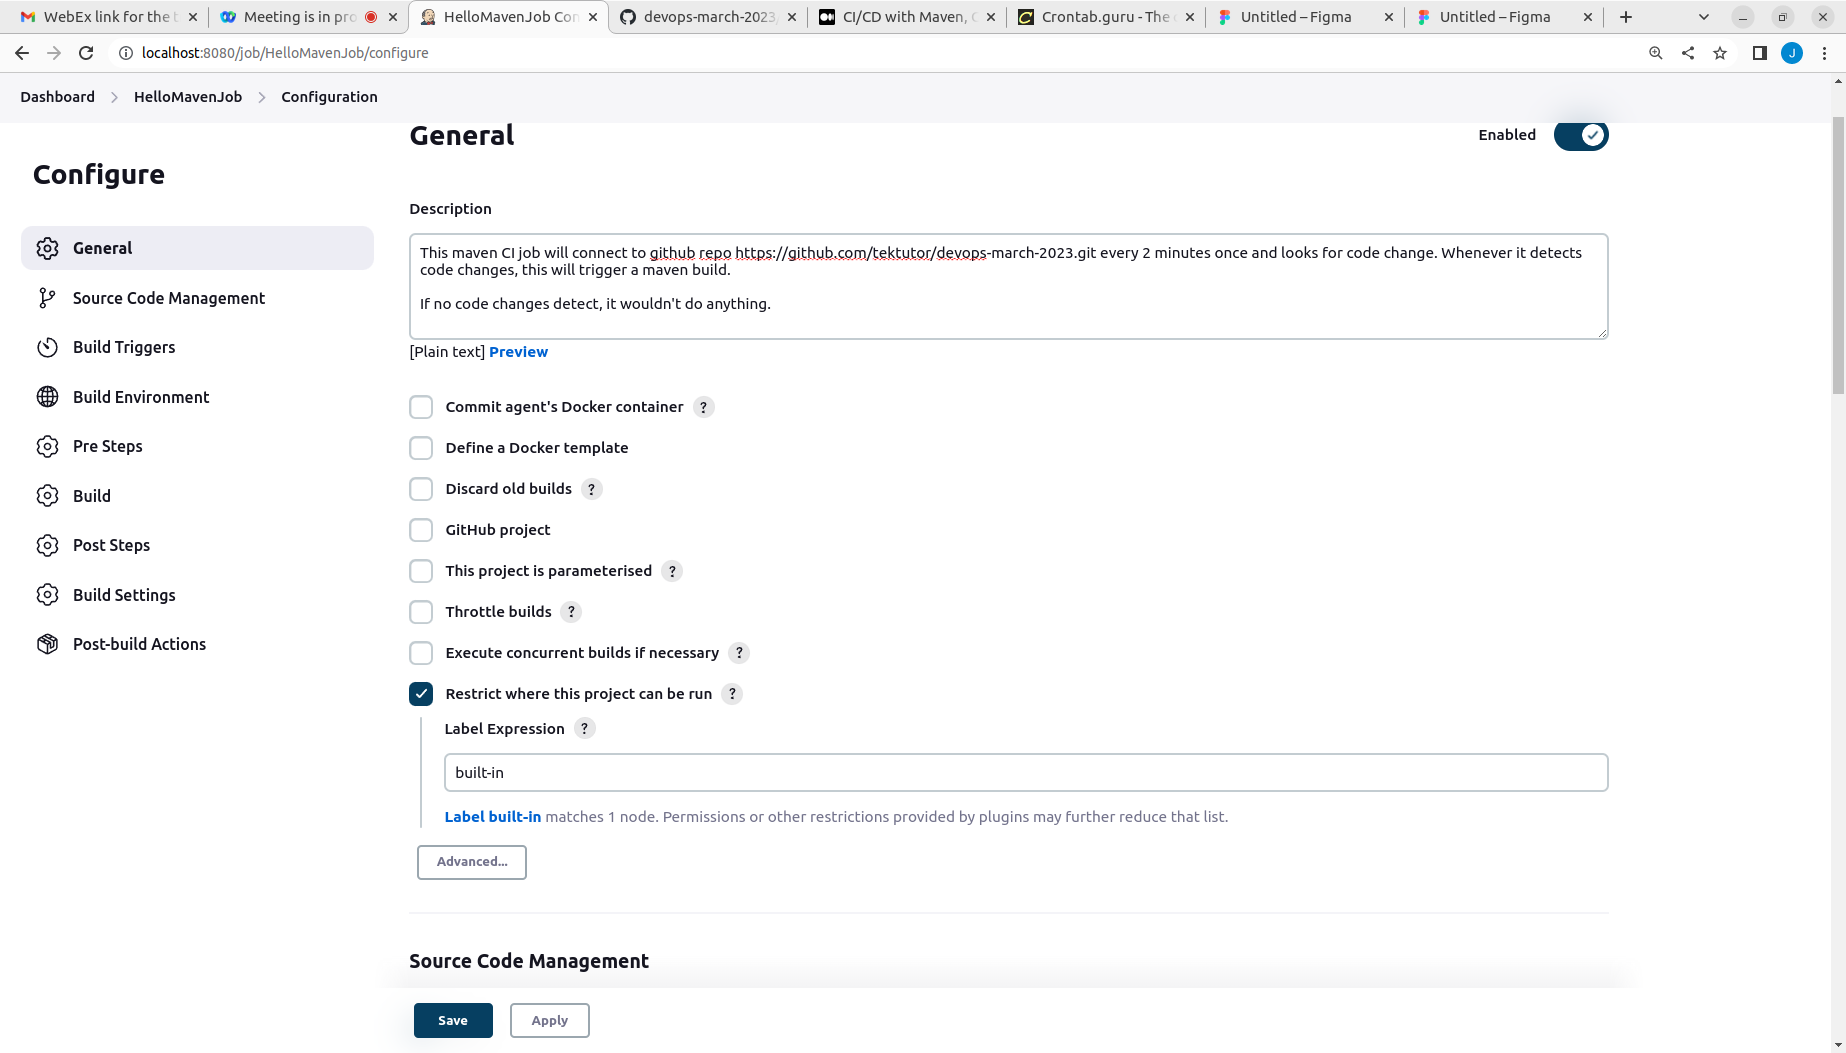 WebEx link for the t
Meeting is in pro
HelloMavenJob Con
devops-march-2023
CI/CD with Maven,
Crontab.guru - The
Untitled – Figma
Untitled – Figma
localhost:8080/job/HelloMavenJob/configure
J
Dashboard
HelloMavenJob
Configuration
Configure
General
Source Code Management
Build Triggers
Build Environment
Pre Steps
Build
Post Steps
Build Settings
Post-build Actions
General
Enabled
Description
This maven CI job will connect to github repo https://github.com/tektutor/devops-march-2023.git every 2 minutes once and looks for code change. Whenever it detects
code changes, this will trigger a maven build.
If no code changes detect, it wouldn't do anything.
[Plain text] Preview
Commit agent's Docker container ?
Define a Docker template
Discard old builds ?
GitHub project
This project is parameterised ?
Throttle builds ?
Execute concurrent builds if necessary ?
Restrict where this project can be run ?
Label Expression ?
built-in
Label built-in matches 1 node. Permissions or other restrictions provided by plugins may further reduce that list.
Advanced...
Source Code Management
Save
Apply